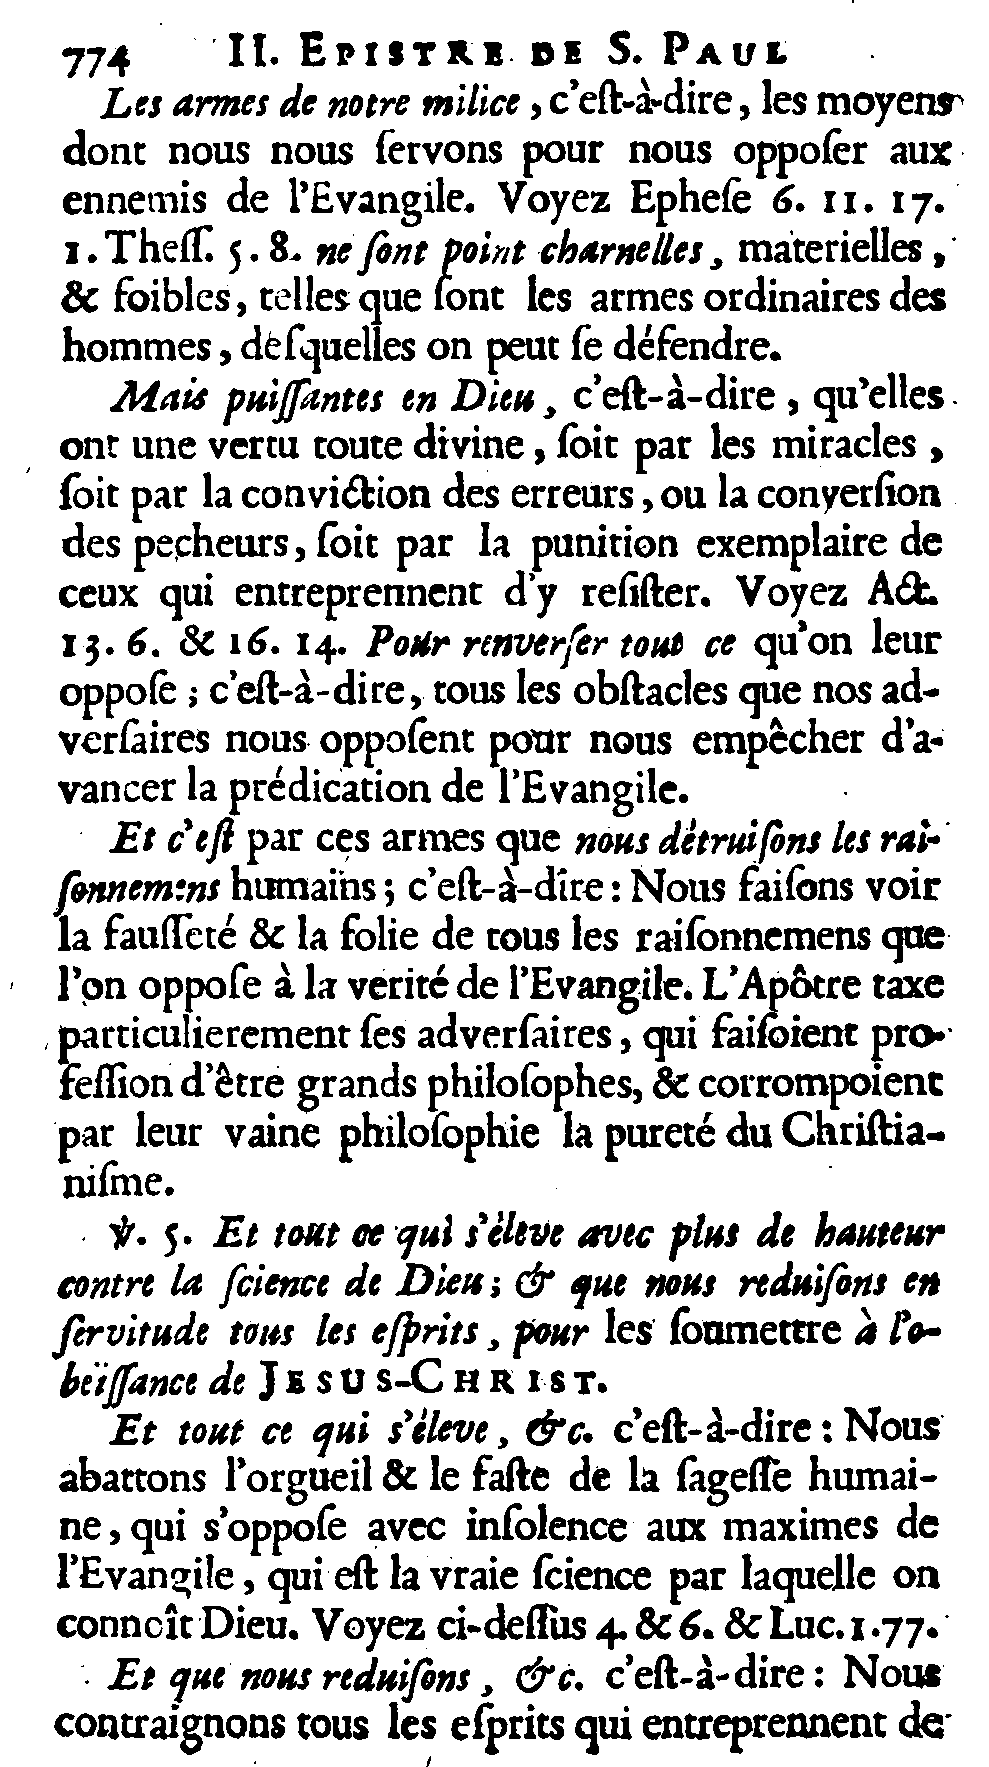 774 II. EPISTRE DE S. PAUL
Les armes de notre milice, c'eſt-à-dire, les moyens
dont nous nous ſervons pour nous oppoſer aux
ennemis de l'Evangile. Voyez Epheſe 6. 11. 17.
1. Theſſ. 5. 8. ne ſont point charnelles, materielles,
& foibles, telles que ſont les armes ordinaires des
hommes, deſquelles on peut ſe défendre.
Mais puiſſantes en Dieu, c'eſt-à-dire, qu'elles
ont une vertu toute divine, ſoit par les miracles,
ſoit par la conviction des erreurs, ou la converſion
des pecheurs, ſoit par la punition exemplaire de
ceux qui entreprennent d'y reſiſter. Voyez Act.
13. 6. & 16. 14. Pour renverſer tout ce qu'on leur
oppoſe; c'eſt-à-dire, tous les obſtacles que nos ad-
verſaires nous oppoſent pour nous empêcher d'a-
vancer la prédication de l'Evangile.
Et c'eſt par ces armes que nous détruiſons les rai-
ſonnemens humains; c'eſt-à-dire: Nous faiſons voir
la fauſſeté & la folie de tous les raiſonnemens que
l'on oppoſe à la verité de l'Evangile. L'Apôtre taxe
particulierement ſes adverſaires, qui faiſoient pro-
feſſion d'être grands philoſophes, & corrompoient
par leur vaine philoſophie la pureté du Chriſtia-
niſme.
℣. 5. Et tout ce qui s'éleve avec plus de hauteur
contre la ſcience de Dieu; & que nous reduiſons en
ſervitude tous les eſprits, pour les ſoumettre à l'o-
beïſſance de JESUS-CHRIST.
Et tout ce qui s'éleve, &c. c'eſt-à-dire: Nous
abattons l'orgueil & le faſte de la ſageſſe humai-
ne, qui s'oppoſe avec inſolence aux maximes de
l'Evangile, qui eſt la vraie ſcience par laquelle on
connoît Dieu. Voyez ci-deſſus 4. & 6. & Luc. 1. 77.
Et que nous reduiſons, &c. c'eſt-à-dire: Nous
contraignons tous les eſprits qui entreprennent de